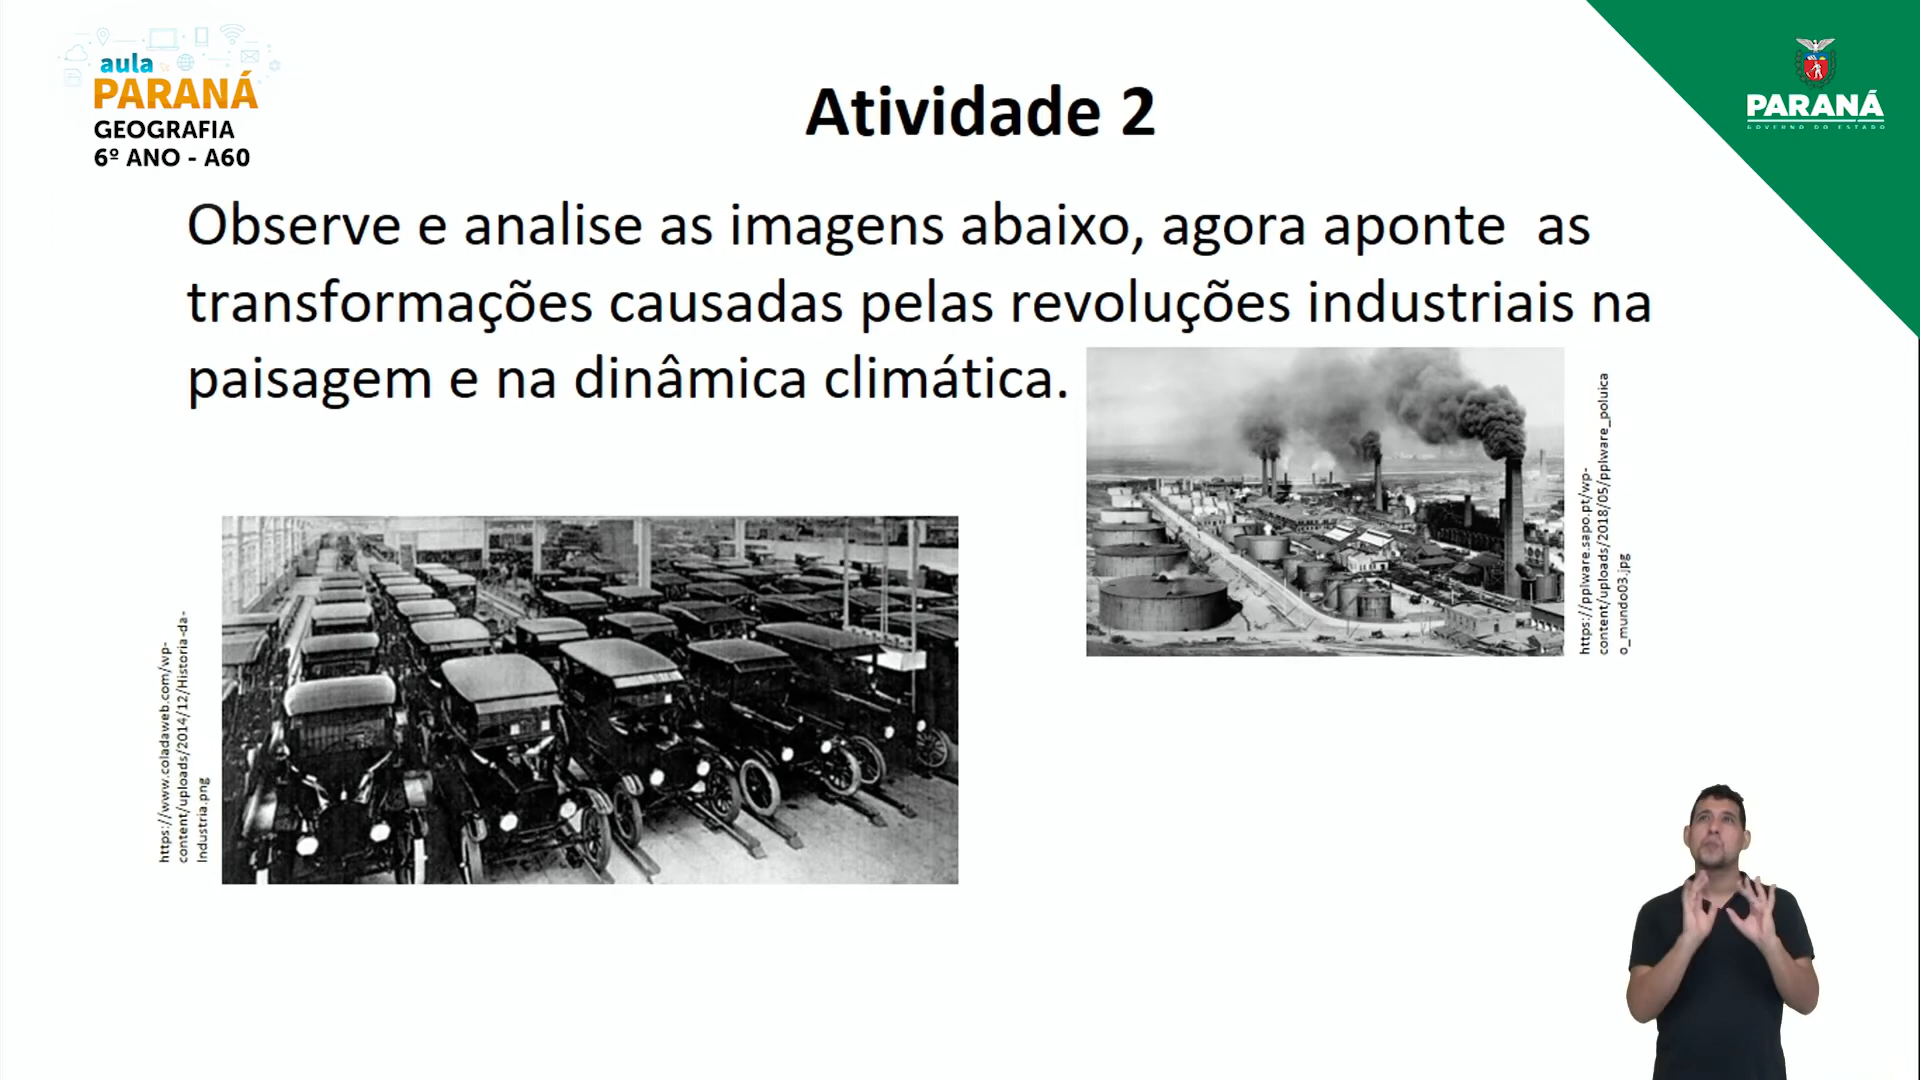 aula
PARANÁ
GEOGRAFIA
6º ANO - A60
PARANÁ
GOVERNO DO ESTADO
Atividade 2
Observe e analise as imagens abaixo, agora aponte  as
transformações causadas pelas revoluções industriais na
paisagem e na dinâmica climática.
https://pplware.sapo.pt/wp-
content/uploads/2018/05/pplware_poluica
o_mundo03.jpg
https://www.coladaweb.com/wp-
content/uploads/2014/12/Historia-da-
Industria.png